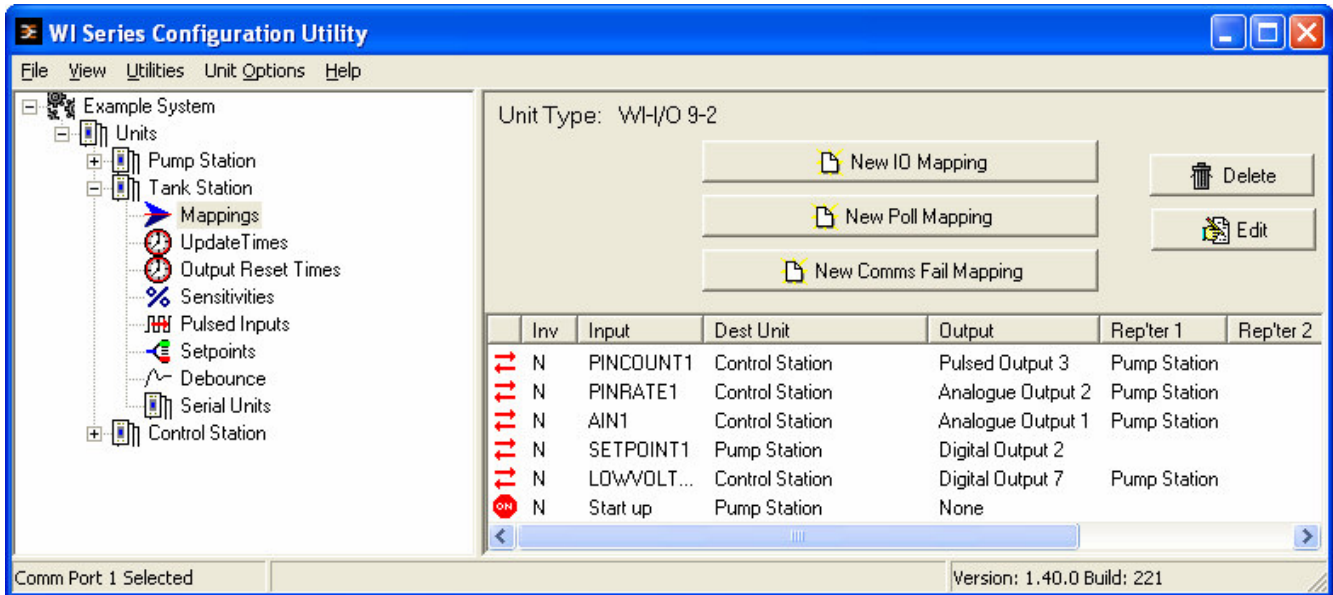 WI Series Configuration Utility
File View Utilities Unit Options Help
Example System
Units
Pump Station
Tank Station
Mappings
UpdateTimes
Output Reset Times
Sensitivities
Pulsed Inputs
Setpoints
Debounce
Serial Units
Control Station
Unit Type: WI-I/O 9-2
New IO Mapping
New Poll Mapping
New Comms Fail Mapping
Delete
Edit
Inv Input Dest Unit Output Rep'ter 1 Rep'ter 2
N PINCOUNT1 Control Station Pulsed Output 3 Pump Station
N PINRATE1 Control Station Analogue Output 2 Pump Station
N AIN1 Control Station Analogue Output 1 Pump Station
N SETPOINT1 Pump Station Digital Output 2
N LOWVOLT... Control Station Digital Output 7 Pump Station
ON N Start up Pump Station None
Comm Port 1 Selected Version: 1.40.0 Build: 221